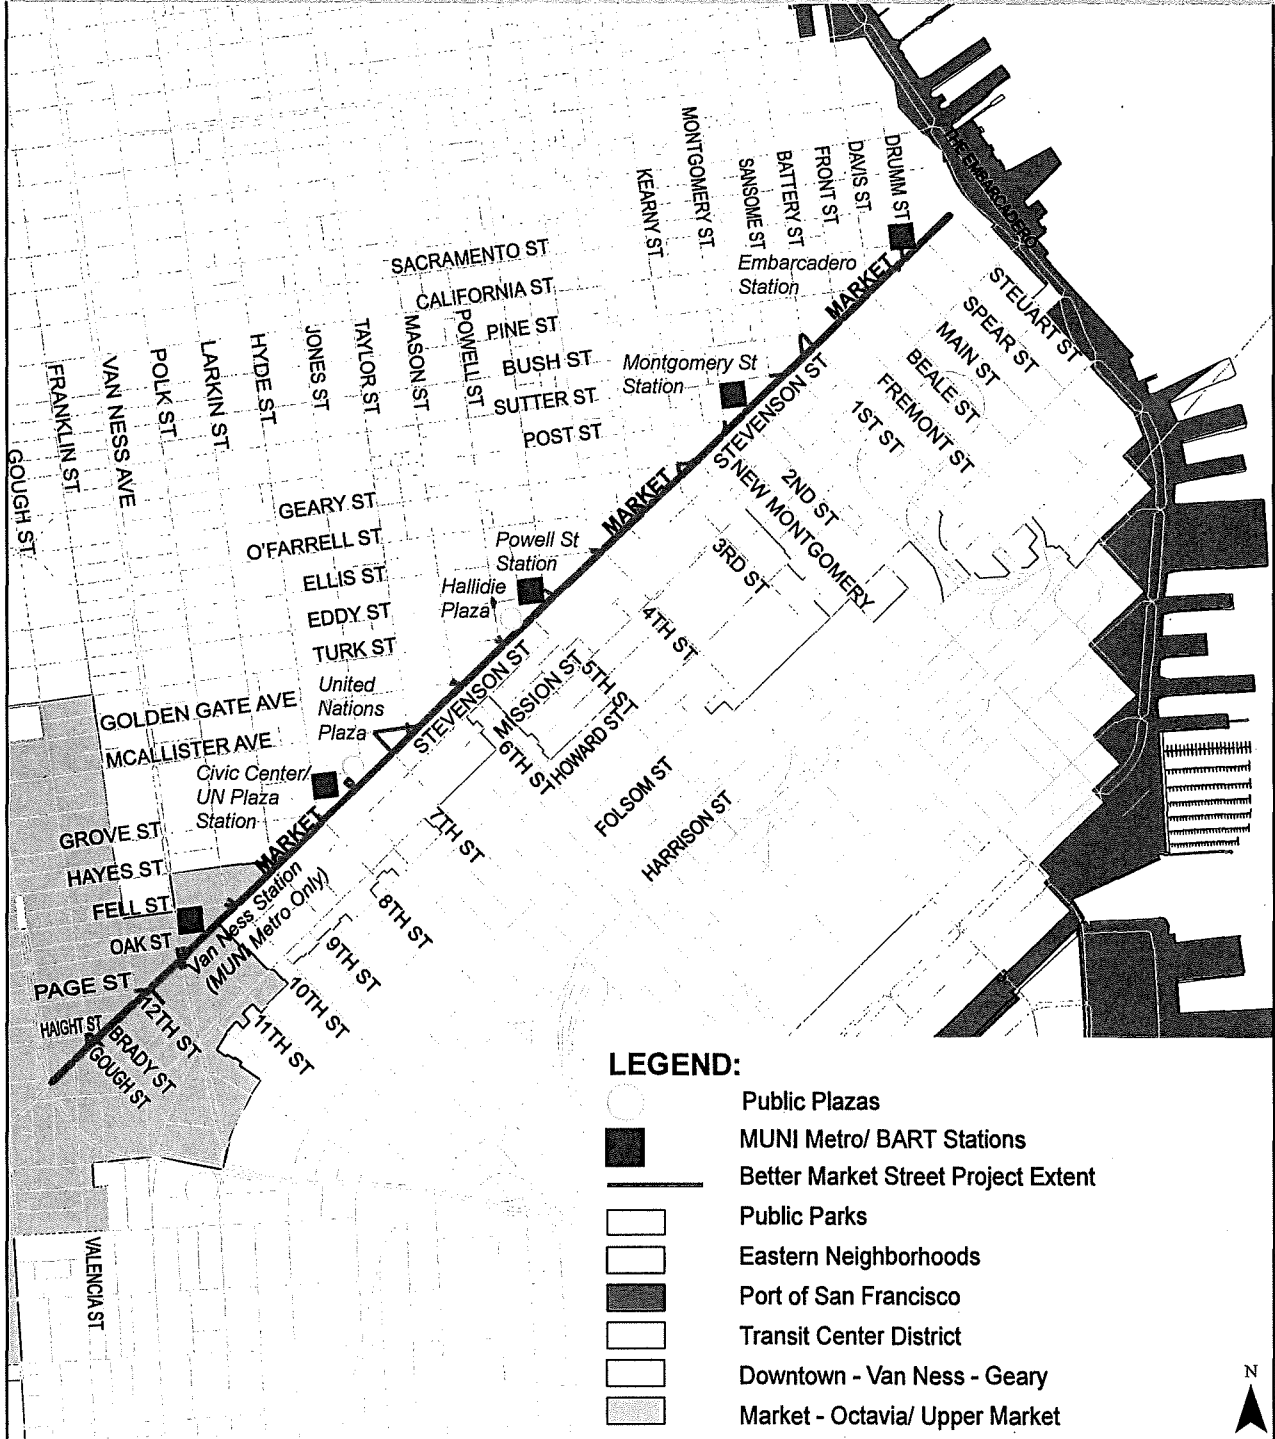 THE EMBARCADERO
MONTGOMERY ST.
KEARNY ST
SANSOME ST
BATTERY ST.
FRONT ST
DAVIS ST.
DRUMM ST
SACRAMENTO ST
CALIFORNIA ST.
PINE ST
BUSH ST
SUTTER ST
POST ST
Embarcadero
Station
MARKET
STEUART ST
SPEAR ST
MAIN ST
BEALE ST
FREMONT ST
1ST ST
Montgomery St
Station
STEVENSON ST
FRANKLIN ST.
VAN NESS AVE
POLK ST.
LARKIN ST.
HYDE ST.
JONES ST
TAYLOR ST.
MASON ST
POWELL ST
GOUGH ST.
MARKET
2ND ST
NEW MONTGOMERY
3RD ST
4TH ST
GEARY ST
O'FARRELL ST
ELLIS ST
EDDY ST
TURK ST
Powell St
Station
Hallidie
Plaza
United
Nations
Plaza
GOLDEN GATE AVE
MCALLISTER AVE
STEVENSON ST
MISSION ST
5TH ST
HOWARD ST
6TH ST
FOLSOM ST
HARRISON ST
Civic Center/
UN Plaza
Station
MARKET
7TH ST
8TH ST
9TH ST
10TH ST
11TH ST
GROVE ST
HAYES ST.
FELL ST.
OAK ST
PAGE ST
HAIGHT ST
Van Ness Station
(MUNI Metro Only)
12TH ST
BRADY ST
GOUGH ST
VALENCIA ST.
LEGEND:
Public Plazas
MUNI Metro/ BART Stations
Better Market Street Project Extent
Public Parks
Eastern Neighborhoods
Port of San Francisco
Transit Center District
Downtown - Van Ness - Geary
Market - Octavia/ Upper Market
N